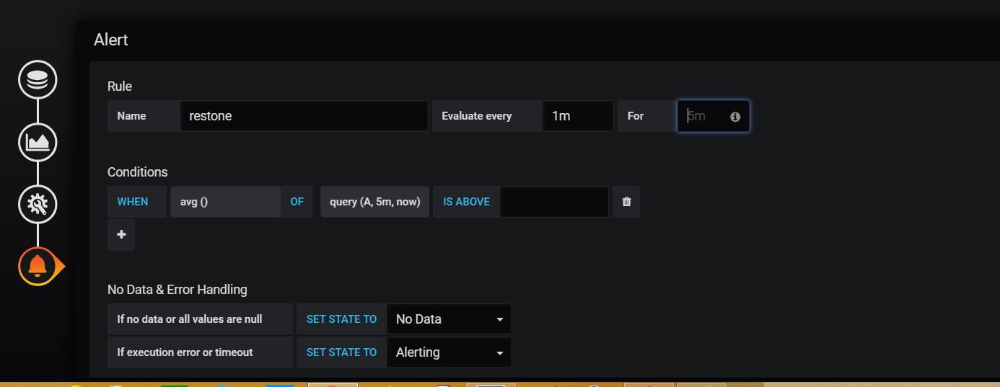 Alert
Rule
Name restone Evaluate every 1m For 5m
Conditions
WHEN avg () OF query (A, 5m, now) IS ABOVE
No Data & Error Handling
If no data or all values are null SET STATE TO No Data
If execution error or timeout SET STATE TO Alerting